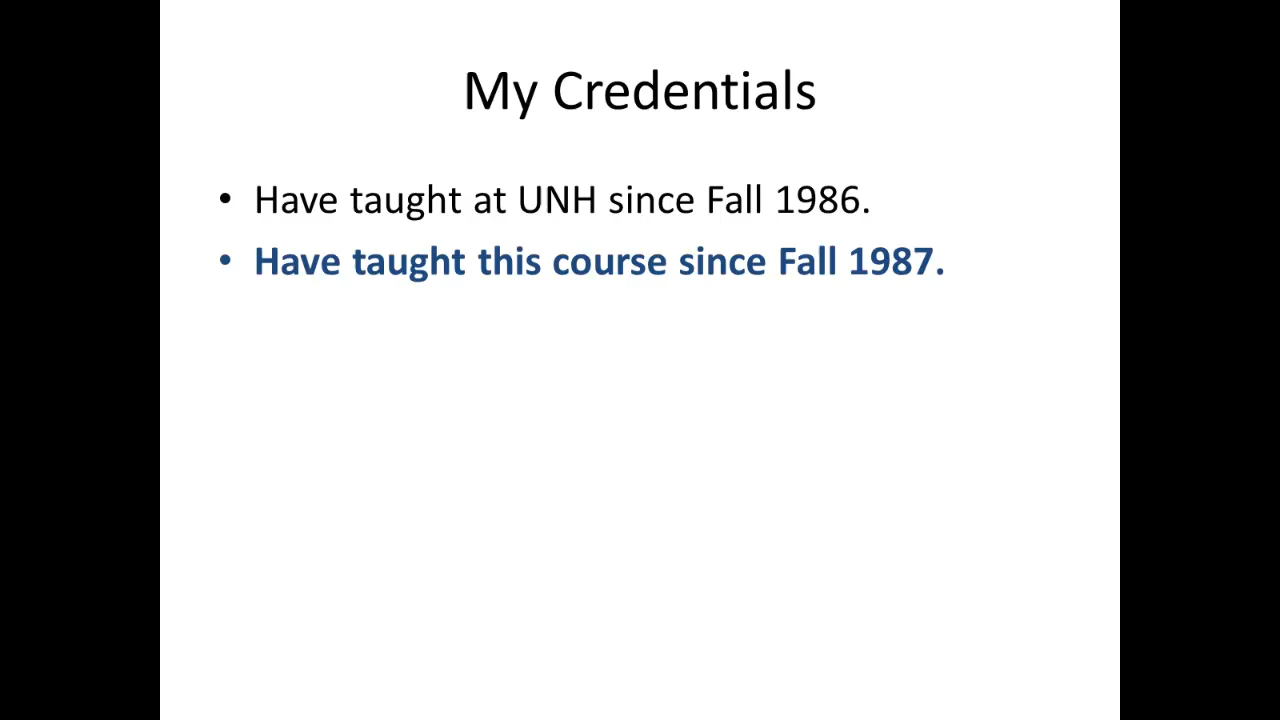 My Credentials
• Have taught at UNH since Fall 1986.
• Have taught this course since Fall 1987.